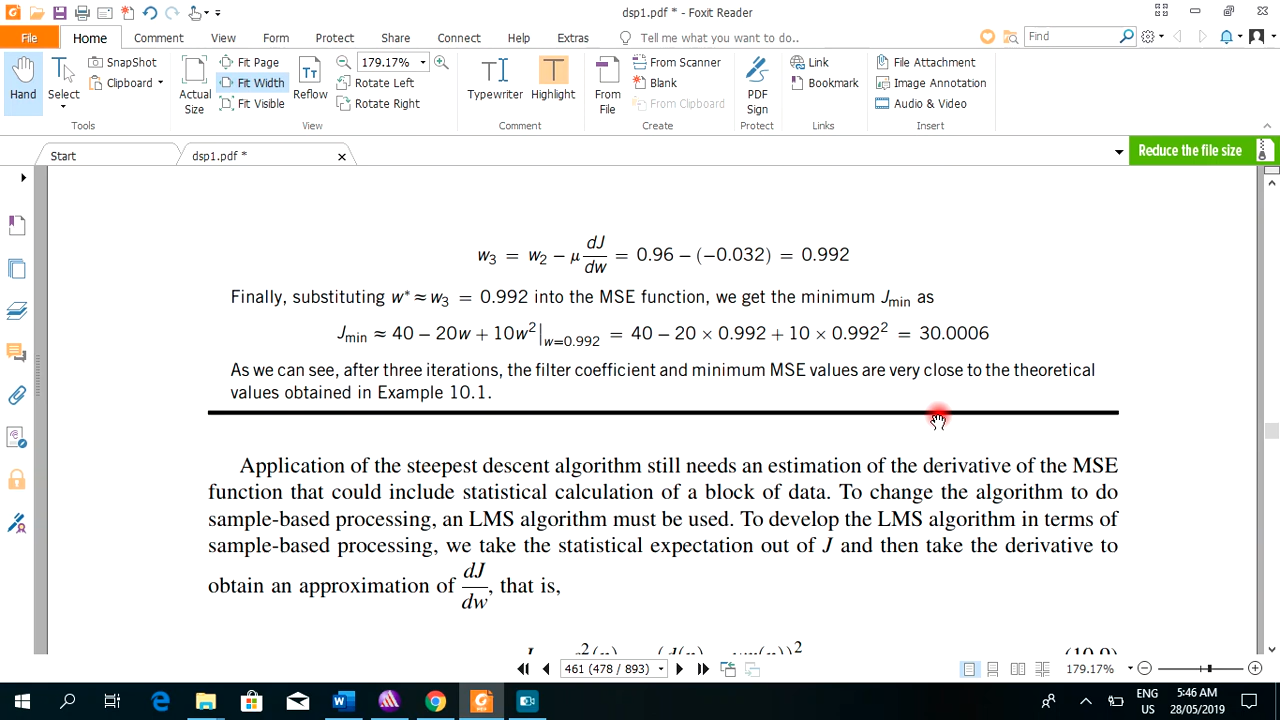 dsp1.pdf * - Foxit Reader
File Home Comment View Form Protect Share Connect Help Extras Tell me what you want to do.. Find
Hand Select SnapShot Clipboard Actual Size Fit Page Fit Width Fit Visible Reflow 179.17% Rotate Left Rotate Right Typewriter Highlight From File From Scanner Blank From Clipboard PDF Sign Link Bookmark File Attachment Image Annotation Audio & Video
Tools View Comment Create Protect Links Insert
Start dsp1.pdf * Reduce the file size
w₃ = w₂ − μ dJ/dw = 0.96 − (−0.032) = 0.992
Finally, substituting w* ≈ w₃ = 0.992 into the MSE function, we get the minimum J_min as
J_min ≈ 40 − 20w + 10w²|_w=0.992 = 40 − 20 × 0.992 + 10 × 0.992² = 30.0006
As we can see, after three iterations, the filter coefficient and minimum MSE values are very close to the theoretical
values obtained in Example 10.1.
Application of the steepest descent algorithm still needs an estimation of the derivative of the MSE
function that could include statistical calculation of a block of data. To change the algorithm to do
sample-based processing, an LMS algorithm must be used. To develop the LMS algorithm in terms of
sample-based processing, we take the statistical expectation out of J and then take the derivative to
obtain an approximation of dJ/dw, that is,
461 (478 / 893) 179.17%
ENG 5:46 AM
US 28/05/2019